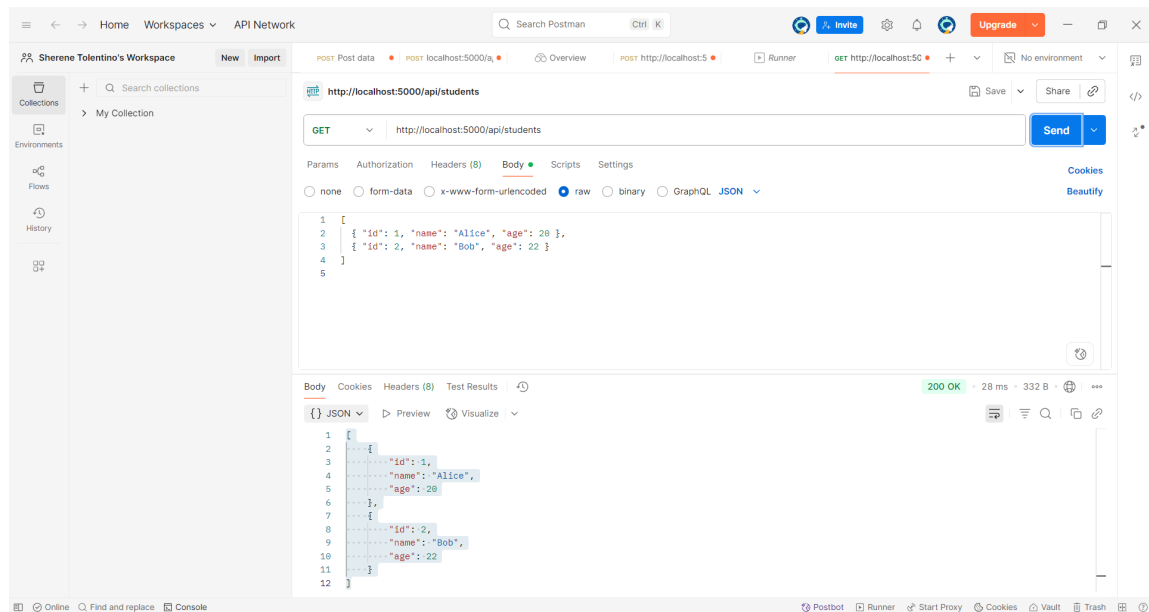 Home Workspaces API Network Search Postman Ctrl K Invite Upgrade
Sherene Tolentino's Workspace New Import POST Post data POST localhost:5000/a Overview POST http://localhost:5 Runner GET http://localhost:50 No environment
Collections Search collections HTTP http://localhost:5000/api/students Save Share
My Collection
Environments GET http://localhost:5000/api/students Send
Flows Params Authorization Headers (8) Body Scripts Settings Cookies
none form-data x-www-form-urlencoded raw binary GraphQL JSON Beautify
History
1 [
2 { "id": 1, "name": "Alice", "age": 20 },
3 { "id": 2, "name": "Bob", "age": 22 }
4 ]
5
Body Cookies Headers (8) Test Results 200 OK 28 ms 332 B
{} JSON Preview Visualize
1 [
2 {
3 "id": 1,
4 "name": "Alice",
5 "age": 20
6 },
7 {
8 "id": 2,
9 "name": "Bob",
10 "age": 22
11 }
12 ]
Online Find and replace Console Postbot Runner Start Proxy Cookies Vault Trash